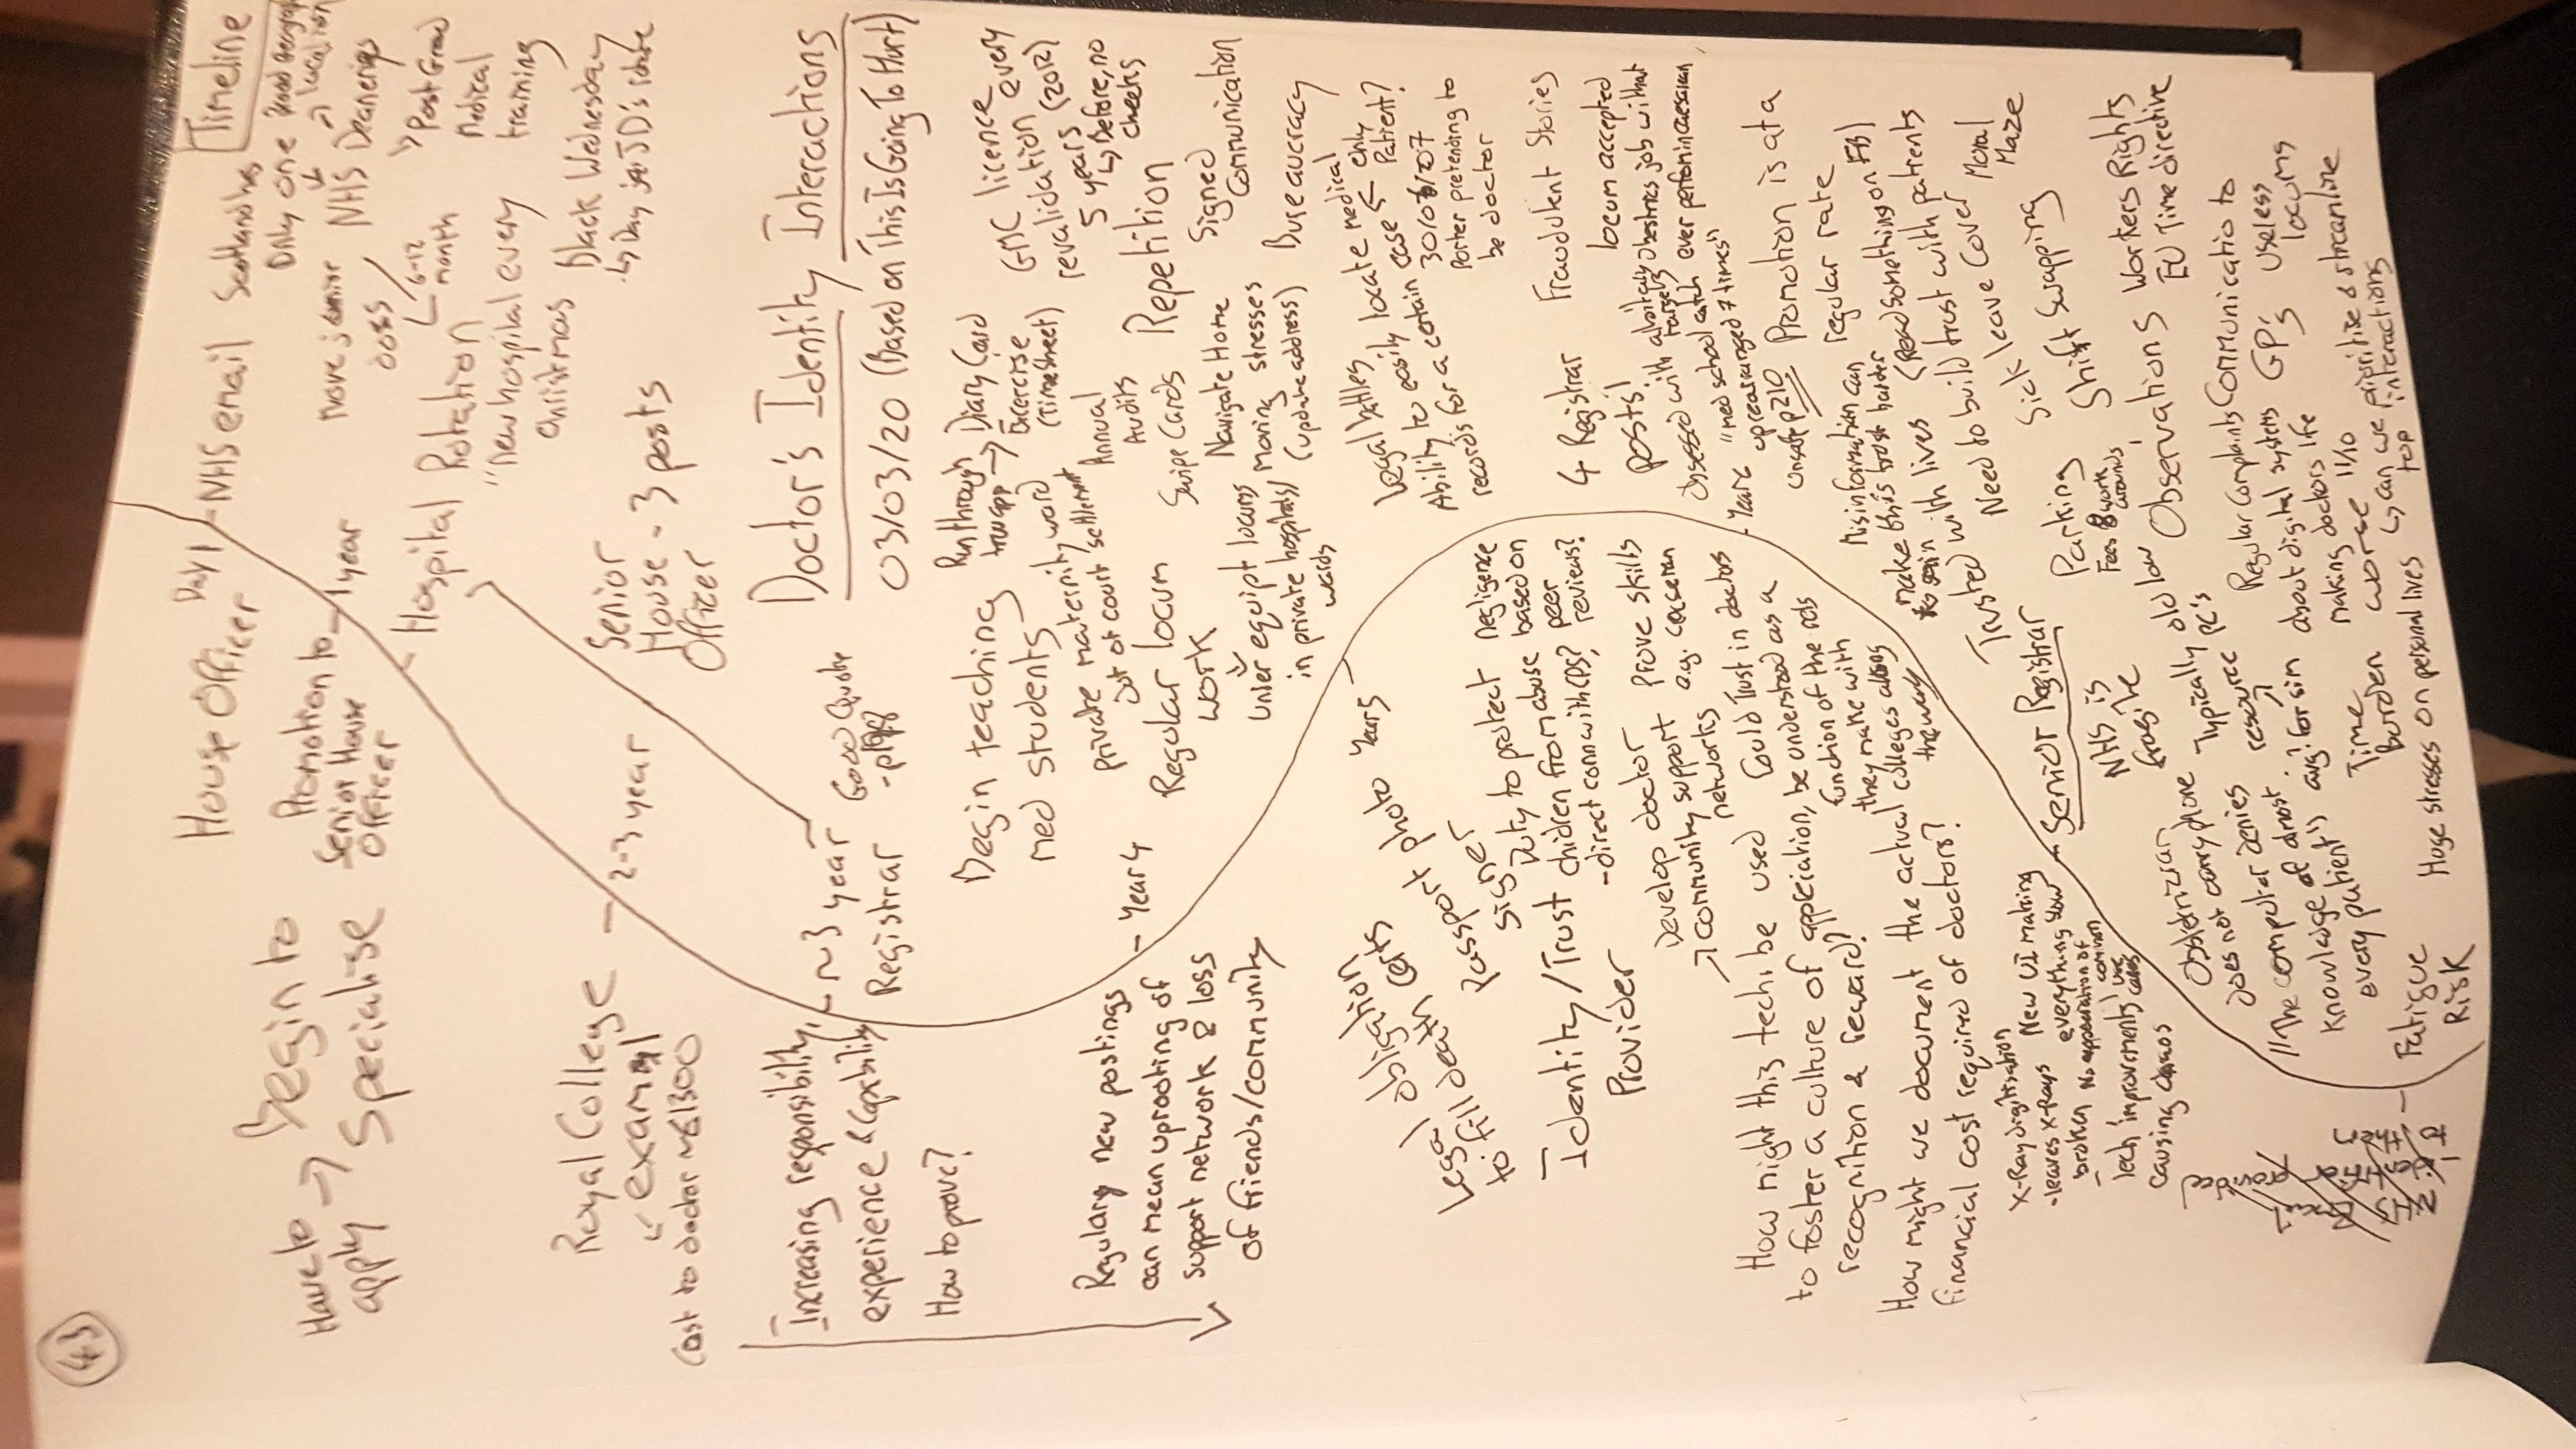 43
Timeline
House Officer
Day 1
NHS email
Scotland has
Only one
Broad Geograp
location
NHS Deaneries
Post Grad
Medical
training
Have to
apply
Begin to
Specialise
Promotion to
Senior House
Officer
1 year
Move junior
docs
6-12
month
Hospital Rotation
"New hospital every
Christmas
Black Wednesday
Day JD's rotate
Royal College
exam 1
Cost to doctor ~£1300
2-3 year
Senior
House - 3 posts
Officer
Increasing responsibility,
experience & Capability
How to prove?
~3 year
Registrar
Good Quote
Doctor's Identity Interactions
03/03/20 (Based on This Is Going To Hurt)
Begin teaching
med students
Run through
Diary Card
Excercise
(TimeSheet)
GMC licence
revalidation every
5 years (2012)
Before, no
checks
private maternity ward
out of court settlement
Annual
Audits
Regulary new postings
can mean uprooting of
support network & loss
of friends/community
Year 4
Regular locum
work
Swipe Cards
Repetition
Under equipt locums
in private hospitals/
wards
Navigate Home
Moving stresses
(update address)
Signed
Communication
Bureaucracy
Legal obligation
to fill death certs
Passport photo
signer
Year 5
Legal battles
Ability to easily locate medical
records for a certain case
only
Patient?
Porter pretending to
be doctor
Identity/Trust
Provider
Duty to protect
children from abuse
-direct conn with CPS?
negligence
based on
peer
reviews?
4 Registrar
posts!
Fraudulent Stories
locum accepted
Obestrics job without
ever performin caesarean
Develop doctor
community support
networks
Prove skills
e.g. caeseran
Obsessed with arbitrary
targets
Year 6
"med school catch
up rearranged 7 times"
Unsafe p210
How might this tech. be used
to foster a culture of appreciation,
recognition & reward?
Could Trust in doctors
be understood as a
function of the
they make with
colleges along
the way
Promotion is at a
regular rate
How might we document the actual
financial cost required of doctors?
Misinformation can
make this trust harder
to gain
(Read something on FB)
Trusted with lives
Need to build trust with patients
X-Ray digitisation
-leaves X-Rays
broken
New UI making
everything slow
No appreciation of
common
use
cases
Tech 'improvements'
causing chaos
Senior Registrar
Sick leave Cover
Moral
Maze
Parking
Fees & work
arounds
Shift Swapping
NHS is
fragile
Obstetrician
does not carry phone
Observations
Workers Rights
EU Time directive
"The computer denies
knowledge of almost
every patient"
Typically old low
resource PC's
avg? for sim
Regular Complaints
about digital systems
making doctors life
worse 11/10
Communicatio to
GP's
Useless
locums
Time
Burden
can we prioritise & streamline
top interactions
NHS Email
-identifier provided
to them
Fatigue
Risk
Huge stresses on personal lives